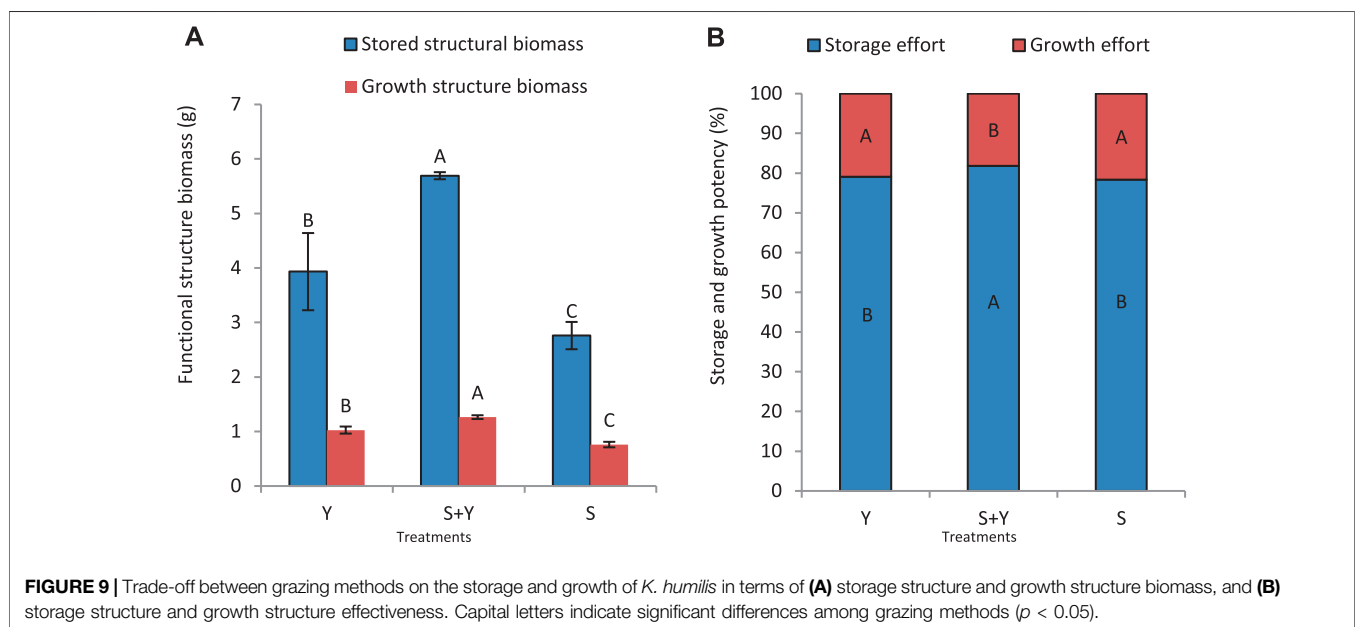 A
Stored structural biomass
Growth structure biomass
Functional structure biomass (g)
7
6
5
4
3
2
1
0
B
B
A
A
C
C
Y
S+Y
S
Treatments
B
Storage effort
Growth effort
Storage and growth potency (%)
100
90
80
70
60
50
40
30
20
10
0
A
B
A
B
A
B
Y
S+Y
S
Treatments
FIGURE 9 | Trade-off between grazing methods on the storage and growth of K. humilis in terms of (A) storage structure and growth structure biomass, and (B)
storage structure and growth structure effectiveness. Capital letters indicate significant differences among grazing methods (p < 0.05).